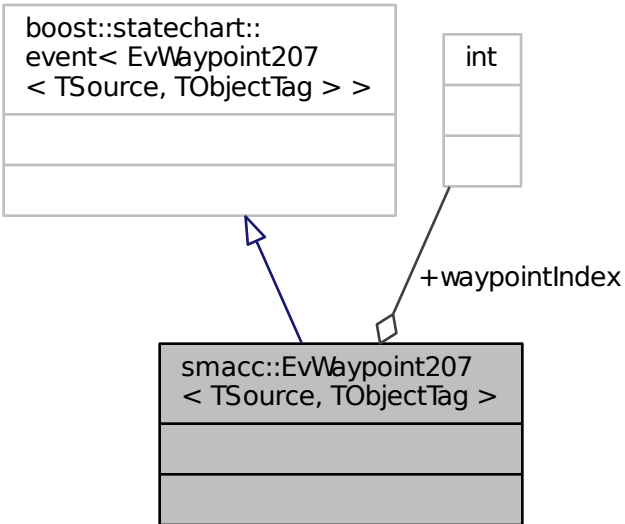 boost::statechart::
event< EvWaypoint207
< TSource, TObjectTag > >
int
+waypointIndex
smacc::EvWaypoint207
< TSource, TObjectTag >